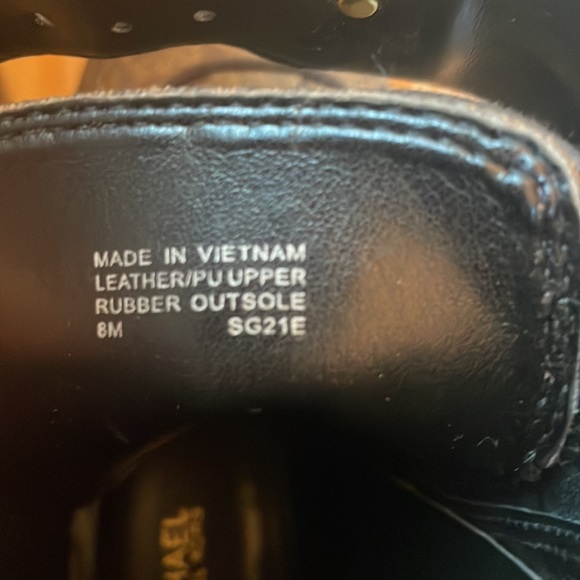 MADE IN VIETNAM
LEATHER/PU UPPER
RUBBER OUTSOLE
8M SG21E